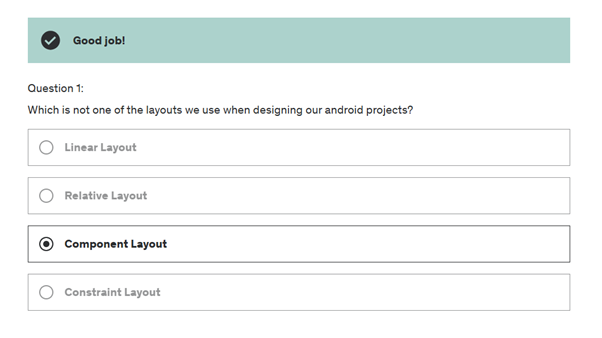 Good job!
Question 1:
Which is not one of the layouts we use when designing our android projects?
Linear Layout
Relative Layout
Component Layout
Constraint Layout